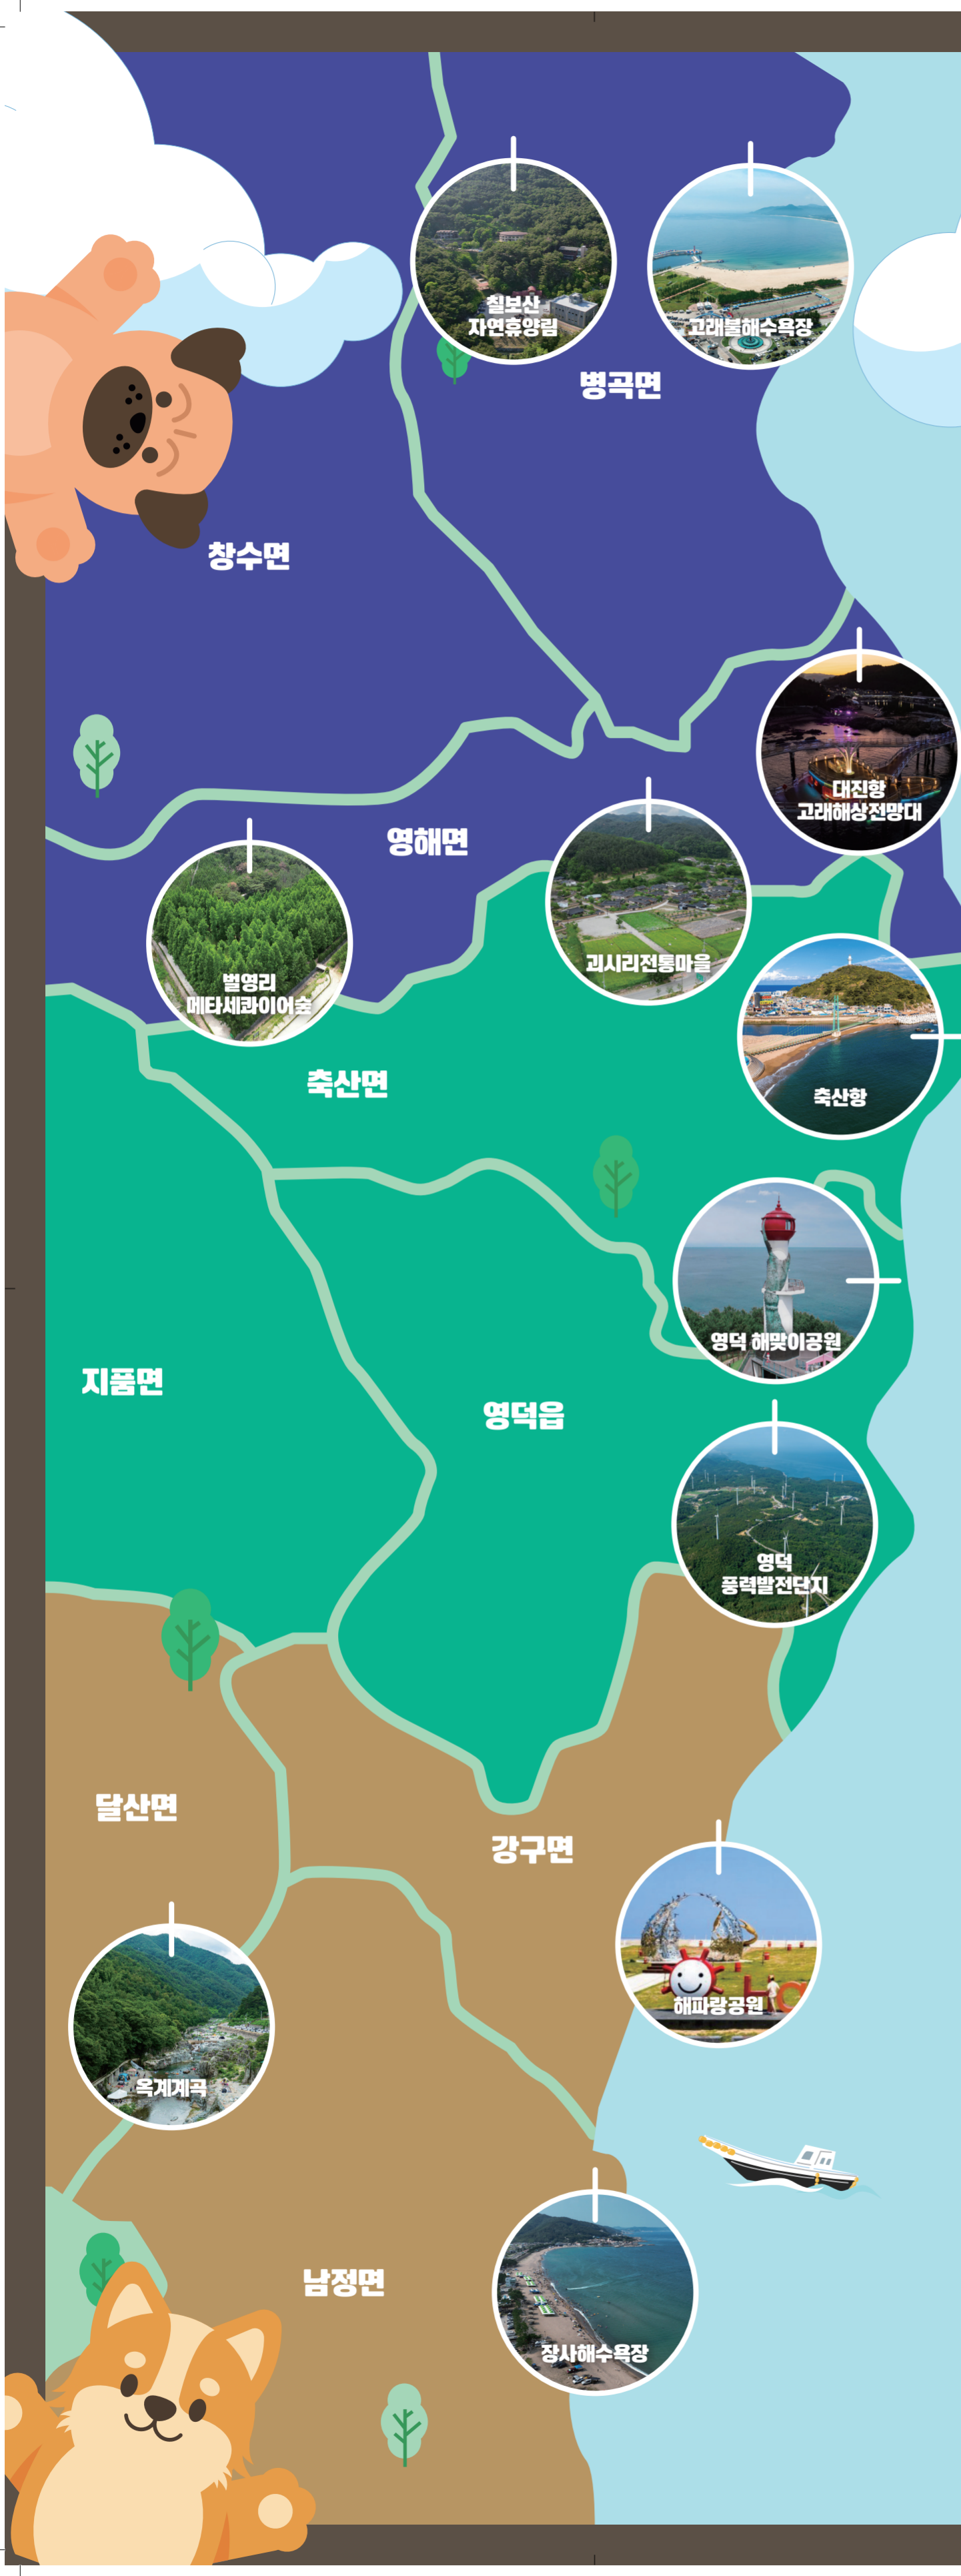 칠보산
자연휴양림
고래불해수욕장
병곡면
창수면
대진항
고래해상전망대
영해면
괴시리전통마을
벌영리
메타세콰이어숲
축산면
축산항
영덕 해맞이공원
지품면
영덕읍
영덕
풍력발전단지
달산면
강구면
해파랑공원
옥계계곡
남정면
장사해수욕장